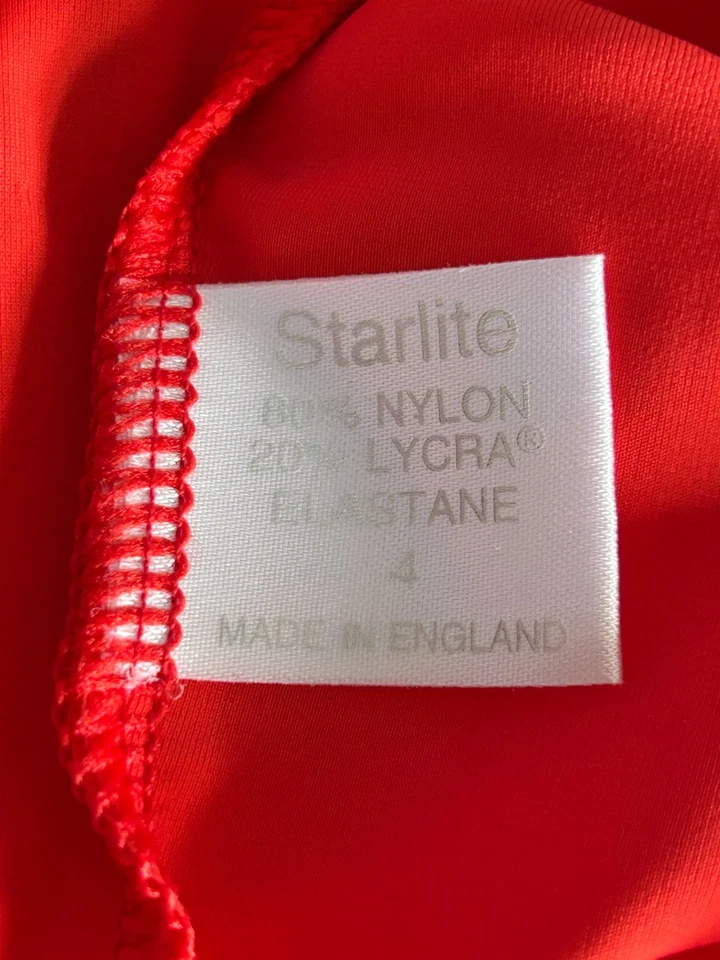 Starlite
80% NYLON
20% LYCRA®
ELASTANE
4
MADE IN ENGLAND